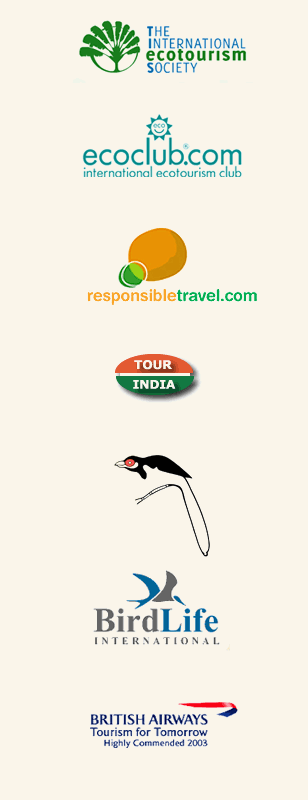 THE
INTERNATIONAL
ecotourism
SOCIETY
eco
ecoclub.com®
international ecotourism club
responsibletravel.com
TOUR
INDIA
BirdLife
INTERNATIONAL
BRITISH AIRWAYS
Tourism for Tomorrow
Highly Commended 2003